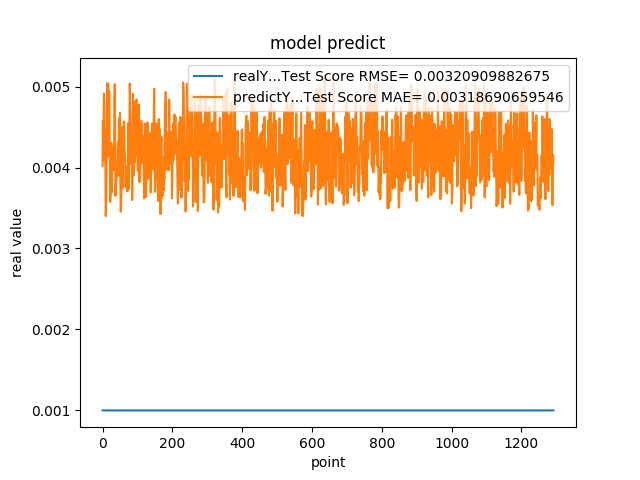 model predict
realY...Test Score RMSE= 0.00320909882675
predictY...Test Score MAE= 0.00318690659546
real value
0.005
0.004
0.003
0.002
0.001
0 200 400 600 800 1000 1200
point